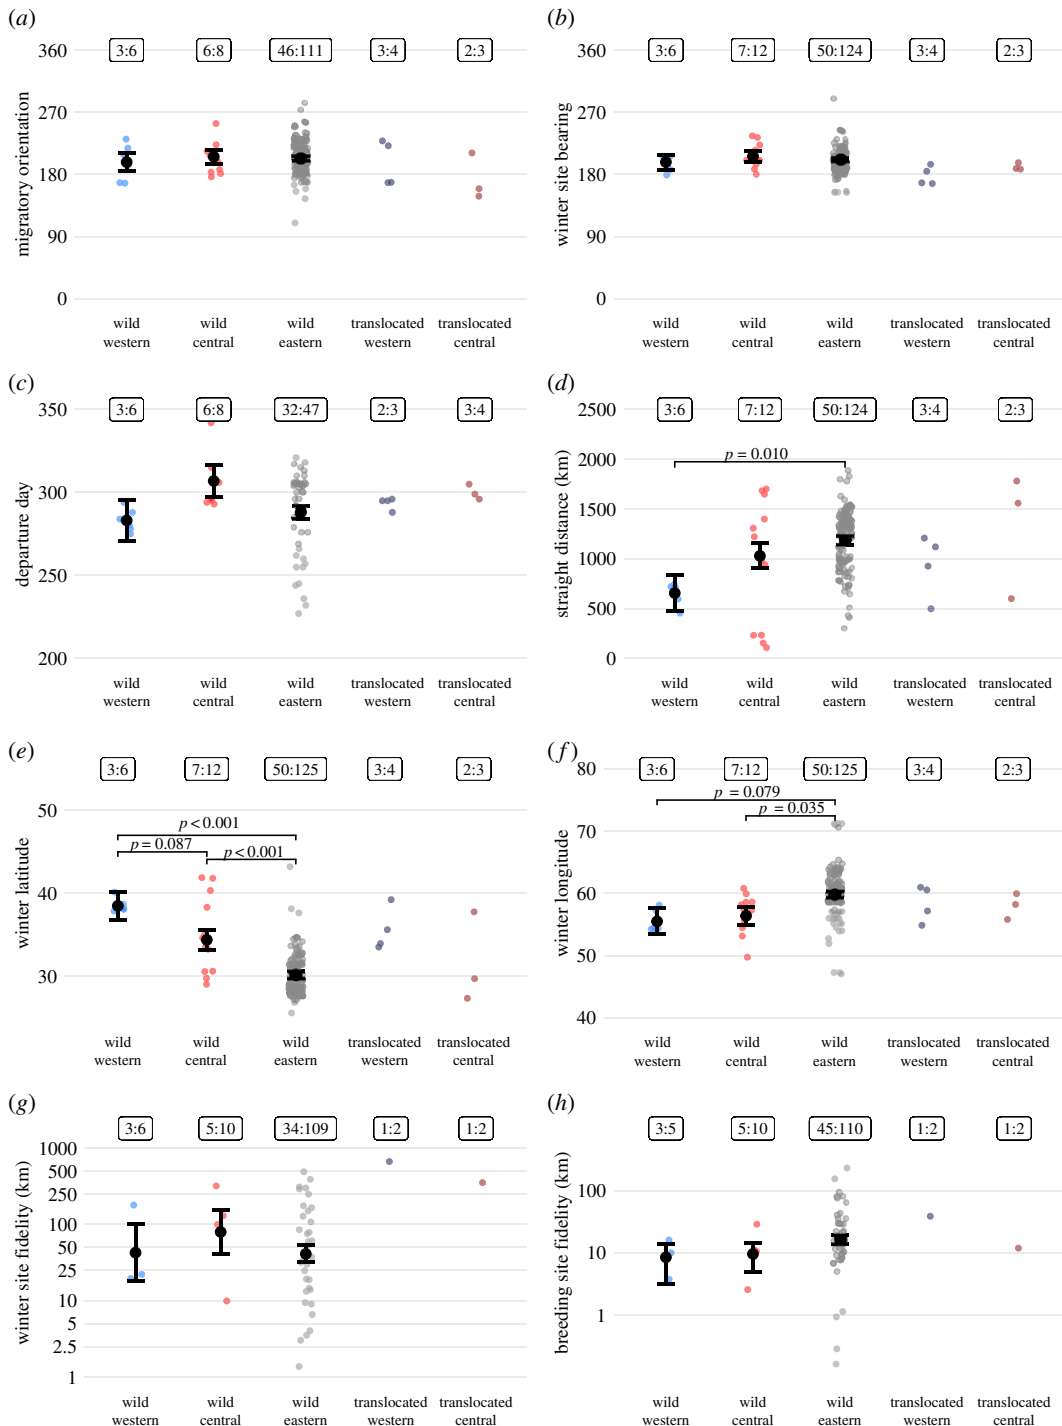 (a)
360
3:6
6:8
46:111
3:4
2:3
270
180
90
0
migratory orientation
wild western
wild central
wild eastern
translocated western
translocated central
(b)
360
3:6
7:12
50:124
3:4
2:3
270
180
90
0
winter site bearing
wild western
wild central
wild eastern
translocated western
translocated central
(c)
350
3:6
6:8
32:47
2:3
3:4
300
250
200
departure day
wild western
wild central
wild eastern
translocated western
translocated central
(d)
2500
3:6
7:12
50:124
3:4
2:3
p = 0.010
2000
1500
1000
500
0
straight distance (km)
wild western
wild central
wild eastern
translocated western
translocated central
(e)
3:6
7:12
50:125
3:4
2:3
50
p < 0.001
p = 0.087
p < 0.001
40
30
winter latitude
wild western
wild central
wild eastern
translocated western
translocated central
(f)
80
3:6
7:12
50:125
3:4
2:3
p = 0.079
p = 0.035
70
60
50
40
winter longitude
wild western
wild central
wild eastern
translocated western
translocated central
(g)
3:6
5:10
34:109
1:2
1:2
1000
500
250
100
50
25
10
5
2.5
1
winter site fidelity (km)
wild western
wild central
wild eastern
translocated western
translocated central
(h)
3:5
5:10
45:110
1:2
1:2
100
10
1
breeding site fidelity (km)
wild western
wild central
wild eastern
translocated western
translocated central